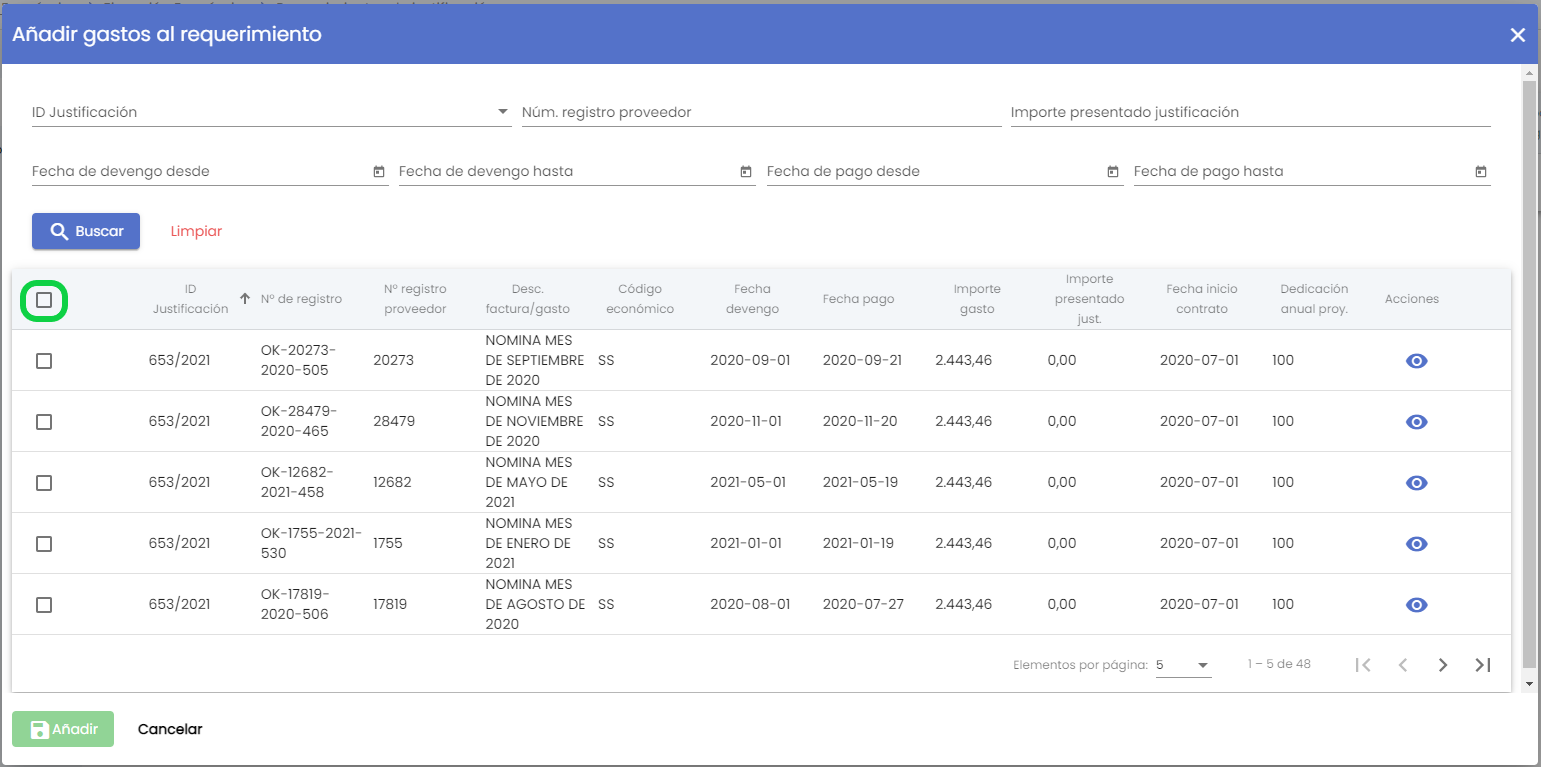 Añadir gastos al requerimiento
ID Justificación
Núm. registro proveedor
Importe presentado justificación
Fecha de devengo desde
Fecha de devengo hasta
Fecha de pago desde
Fecha de pago hasta
Buscar
Limpiar
ID
Justificación
Nº de registro
Nº registro
proveedor
Desc.
factura/gasto
Código
económico
Fecha
devengo
Fecha pago
Importe
gasto
Importe
presentado
just.
Fecha inicio
contrato
Dedicación
anual proy.
Acciones
653/2021
OK-20273-
2020-505
20273
NOMINA MES
DE SEPTIEMBRE
DE 2020
SS
2020-09-01
2020-09-21
2.443,46
0,00
2020-07-01
100
653/2021
OK-28479-
2020-465
28479
NOMINA MES
DE NOVIEMBRE
DE 2020
SS
2020-11-01
2020-11-20
2.443,46
0,00
2020-07-01
100
653/2021
OK-12682-
2021-458
12682
NOMINA MES
DE MAYO DE
2021
SS
2021-05-01
2021-05-19
2.443,46
0,00
2020-07-01
100
653/2021
OK-1755-2021-
530
1755
NOMINA MES
DE ENERO DE
2021
SS
2021-01-01
2021-01-19
2.443,46
0,00
2020-07-01
100
653/2021
OK-17819-
2020-506
17819
NOMINA MES
DE AGOSTO DE
2020
SS
2020-08-01
2020-07-27
2.443,46
0,00
2020-07-01
100
Elementos por página: 5
1 – 5 de 48
Añadir
Cancelar